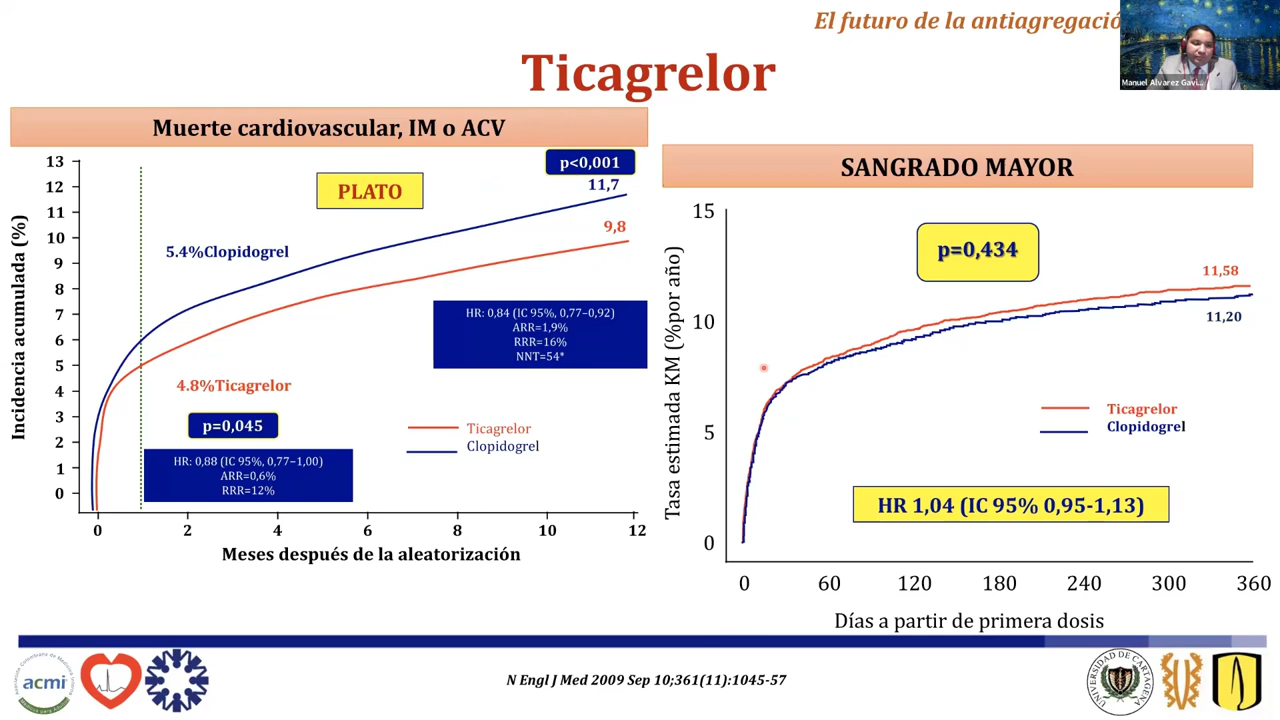 El futuro de la antiagregació
Manuel Alvarez Gavi...
Ticagrelor
Muerte cardiovascular, IM o ACV
p<0,001
PLATO
11,7
9,8
5.4%Clopidogrel
4.8%Ticagrelor
HR: 0,84 (IC 95%, 0,77–0,92)
ARR=1,9%
RRR=16%
NNT=54*
p=0,045
HR: 0,88 (IC 95%, 0,77–1,00)
ARR=0,6%
RRR=12%
Ticagrelor
Clopidogrel
Incidencia acumulada (%)
13
12
11
10
9
8
7
6
5
4
3
2
1
0
0 2 4 6 8 10 12
Meses después de la aleatorización
SANGRADO MAYOR
p=0,434
11,58
11,20
Ticagrelor
Clopidogrel
HR 1,04 (IC 95% 0,95-1,13)
Tasa estimada KM (%por año)
15
10
5
0
0 60 120 180 240 300 360
Días a partir de primera dosis
N Engl J Med 2009 Sep 10;361(11):1045-57
acmi
UNIVERSIDAD DE CARTAGENA